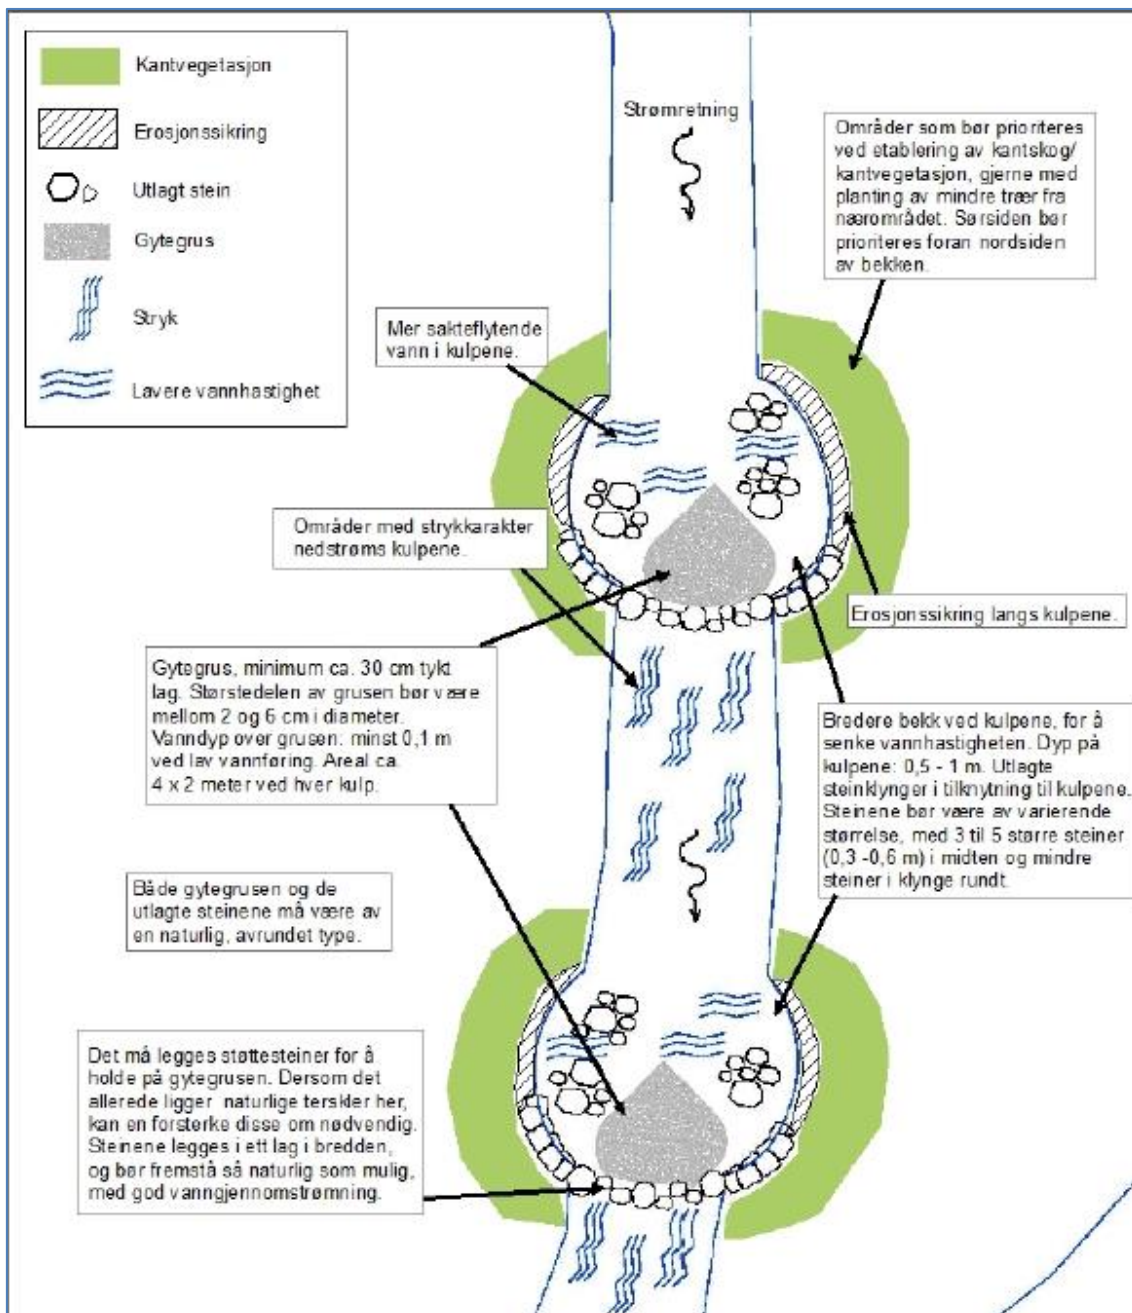 Kantvegetasjon
Erosjonssikring
Utlagt stein
Gytegrus
Stryk
Lavere vannhastighet
Strømretning
Områder som bør prioriteres
ved etablering av kantskog/
kantvegetasjon, gjerne med
planting av mindre trær fra
nærområdet. Sørsiden bør
prioriteres foran nordsiden
av bekken.
Mer sakteflytende
vann i kulpene.
Områder med strykkarakter
nedstrøms kulpene.
Erosjonssikring langs kulpene.
Gytegrus, minimum ca. 30 cm tykt
lag. Størstedelen av grusen bør være
mellom 2 og 6 cm i diameter.
Vanndyp over grusen: minst 0,1 m
ved lav vannføring. Areal ca.
4 x 2 meter ved hver kulp.
Bredere bekk ved kulpene, for å
senke vannhastigheten. Dyp på
kulpene: 0,5 - 1 m. Utlagte
steinklynger i tilknytning til kulpene.
Steinene bør være av varierende
størrelse, med 3 til 5 større steiner
(0,3 -0,6 m) i midten og mindre
steiner i klynge rundt.
Både gytegrusen og de
utlagte steinene må være av
en naturlig, avrundet type.
Det må legges støttesteiner for å
holde på gytegrusen. Dersom det
allerede ligger naturlige terskler her,
kan en forsterke disse om nødvendig.
Steinene legges i ett lag i bredden,
og bør fremstå så naturlig som mulig,
med god vanngjennomstrømning.